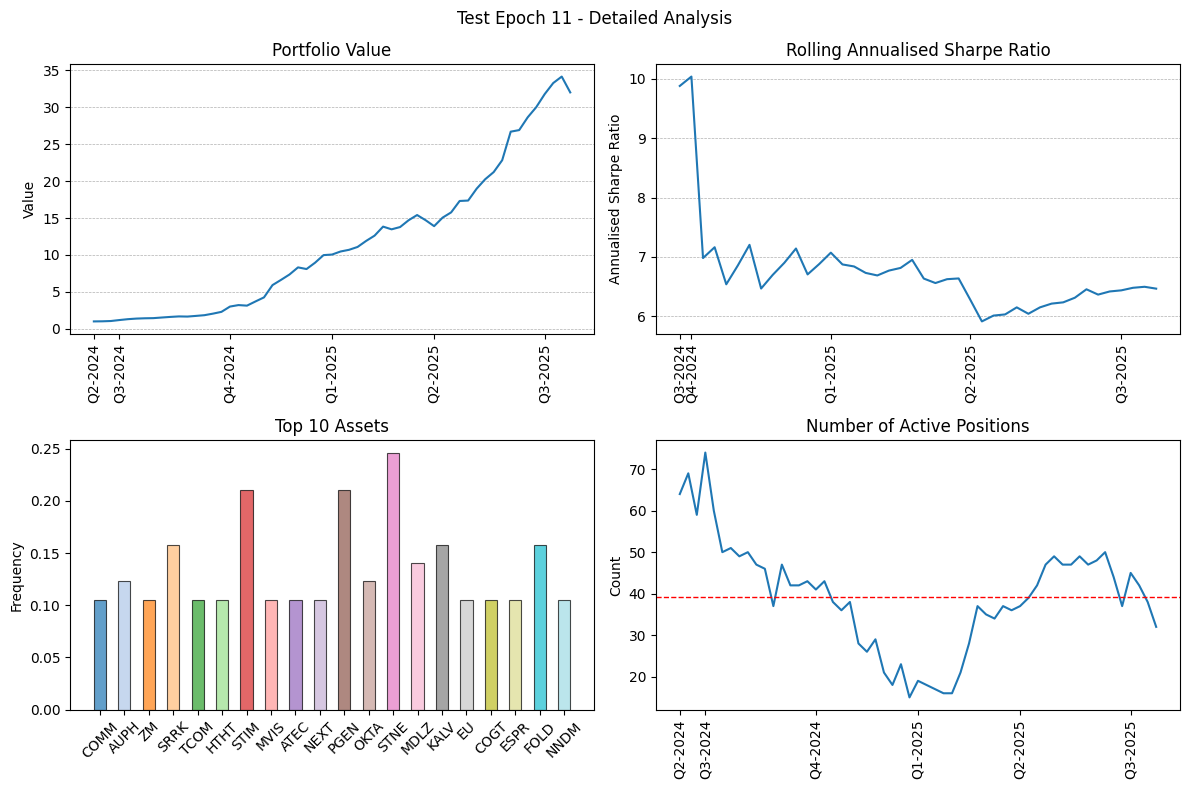 Test Epoch 11 - Detailed Analysis
Portfolio Value
Value
35
30
25
20
15
10
5
0
Q2-2024
Q3-2024
Q4-2024
Q1-2025
Q2-2025
Q3-2025
Rolling Annualised Sharpe Ratio
Annualised Sharpe Ratio
10
9
8
7
6
Q3-2024
Q4-2024
Q1-2025
Q2-2025
Q3-2025
Top 10 Assets
Frequency
0.25
0.20
0.15
0.10
0.05
0.00
COMM
AUPH
ZM
SRRK
TCOM
HTHT
STIM
MVIS
ATEC
NEXT
PGEN
OKTA
STNE
MDLZ
KALV
EU
COGT
ESPR
FOLD
NNDM
Number of Active Positions
Count
70
60
50
40
30
20
Q2-2024
Q3-2024
Q4-2024
Q1-2025
Q2-2025
Q3-2025